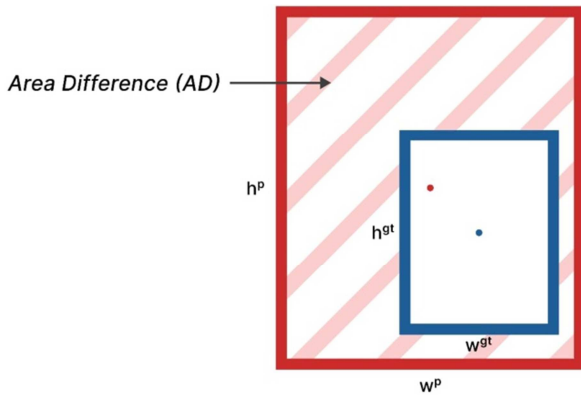 Area Difference (AD)
hᵖ
hᵍᵗ
wᵍᵗ
wᵖ